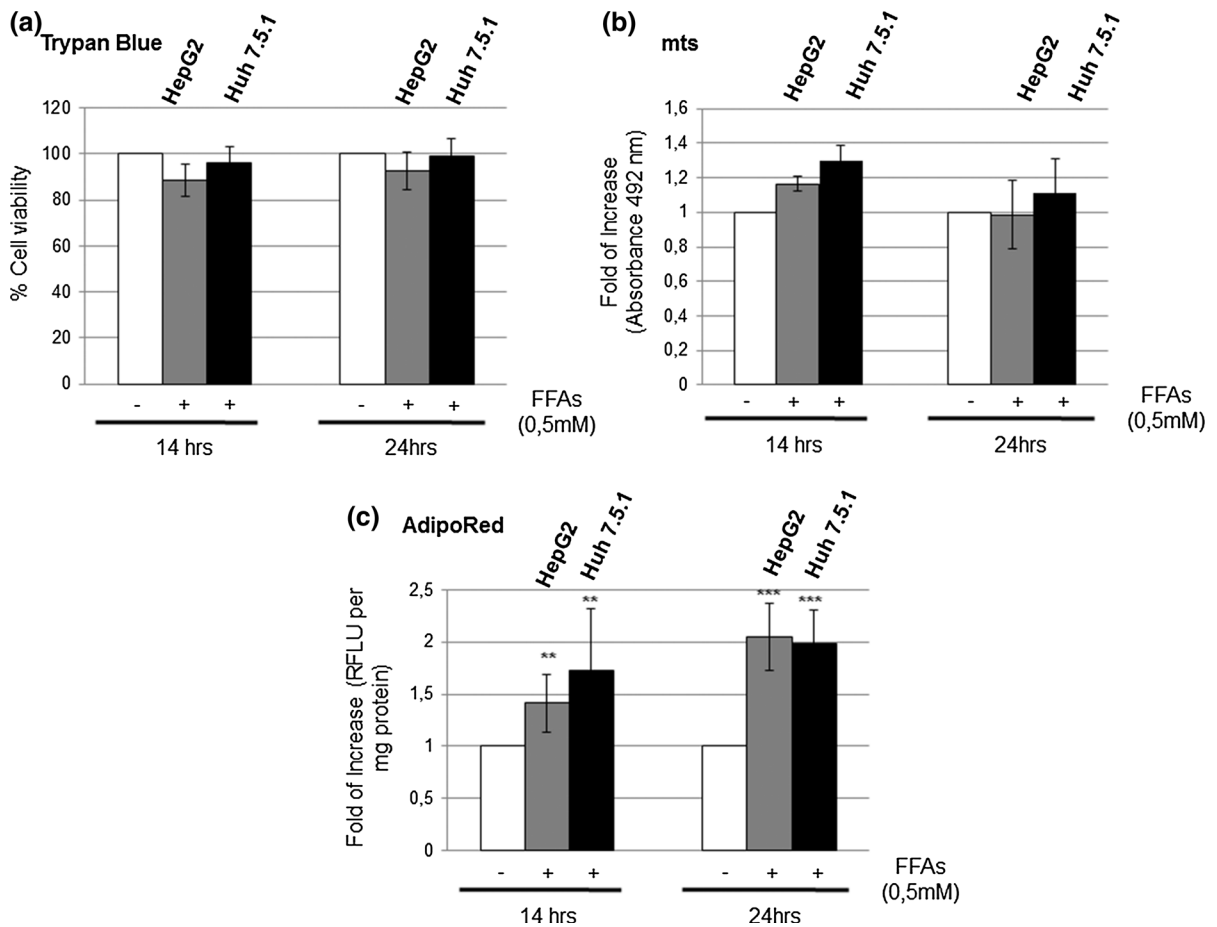 (a)
Trypan Blue
HepG2
Huh 7.5.1
HepG2
Huh 7.5.1
% Cell viability
120
100
80
60
40
20
0
- + +
- + +
FFAs
(0,5mM)
14 hrs
24hrs
(b)
mts
HepG2
Huh 7.5.1
HepG2
Huh 7.5.1
Fold of Increase
(Absorbance 492 nm)
1,6
1,4
1,2
1
0,8
0,6
0,4
0,2
0
- + +
- + +
FFAs
(0,5mM)
14 hrs
24hrs
(c)
AdipoRed
HepG2
Huh 7.5.1
HepG2
Huh 7.5.1
Fold of Increase (RFLU per
mg protein)
2,5
2
1,5
1
0,5
0
**
**
***
***
- + +
- + +
FFAs
(0,5mM)
14 hrs
24hrs